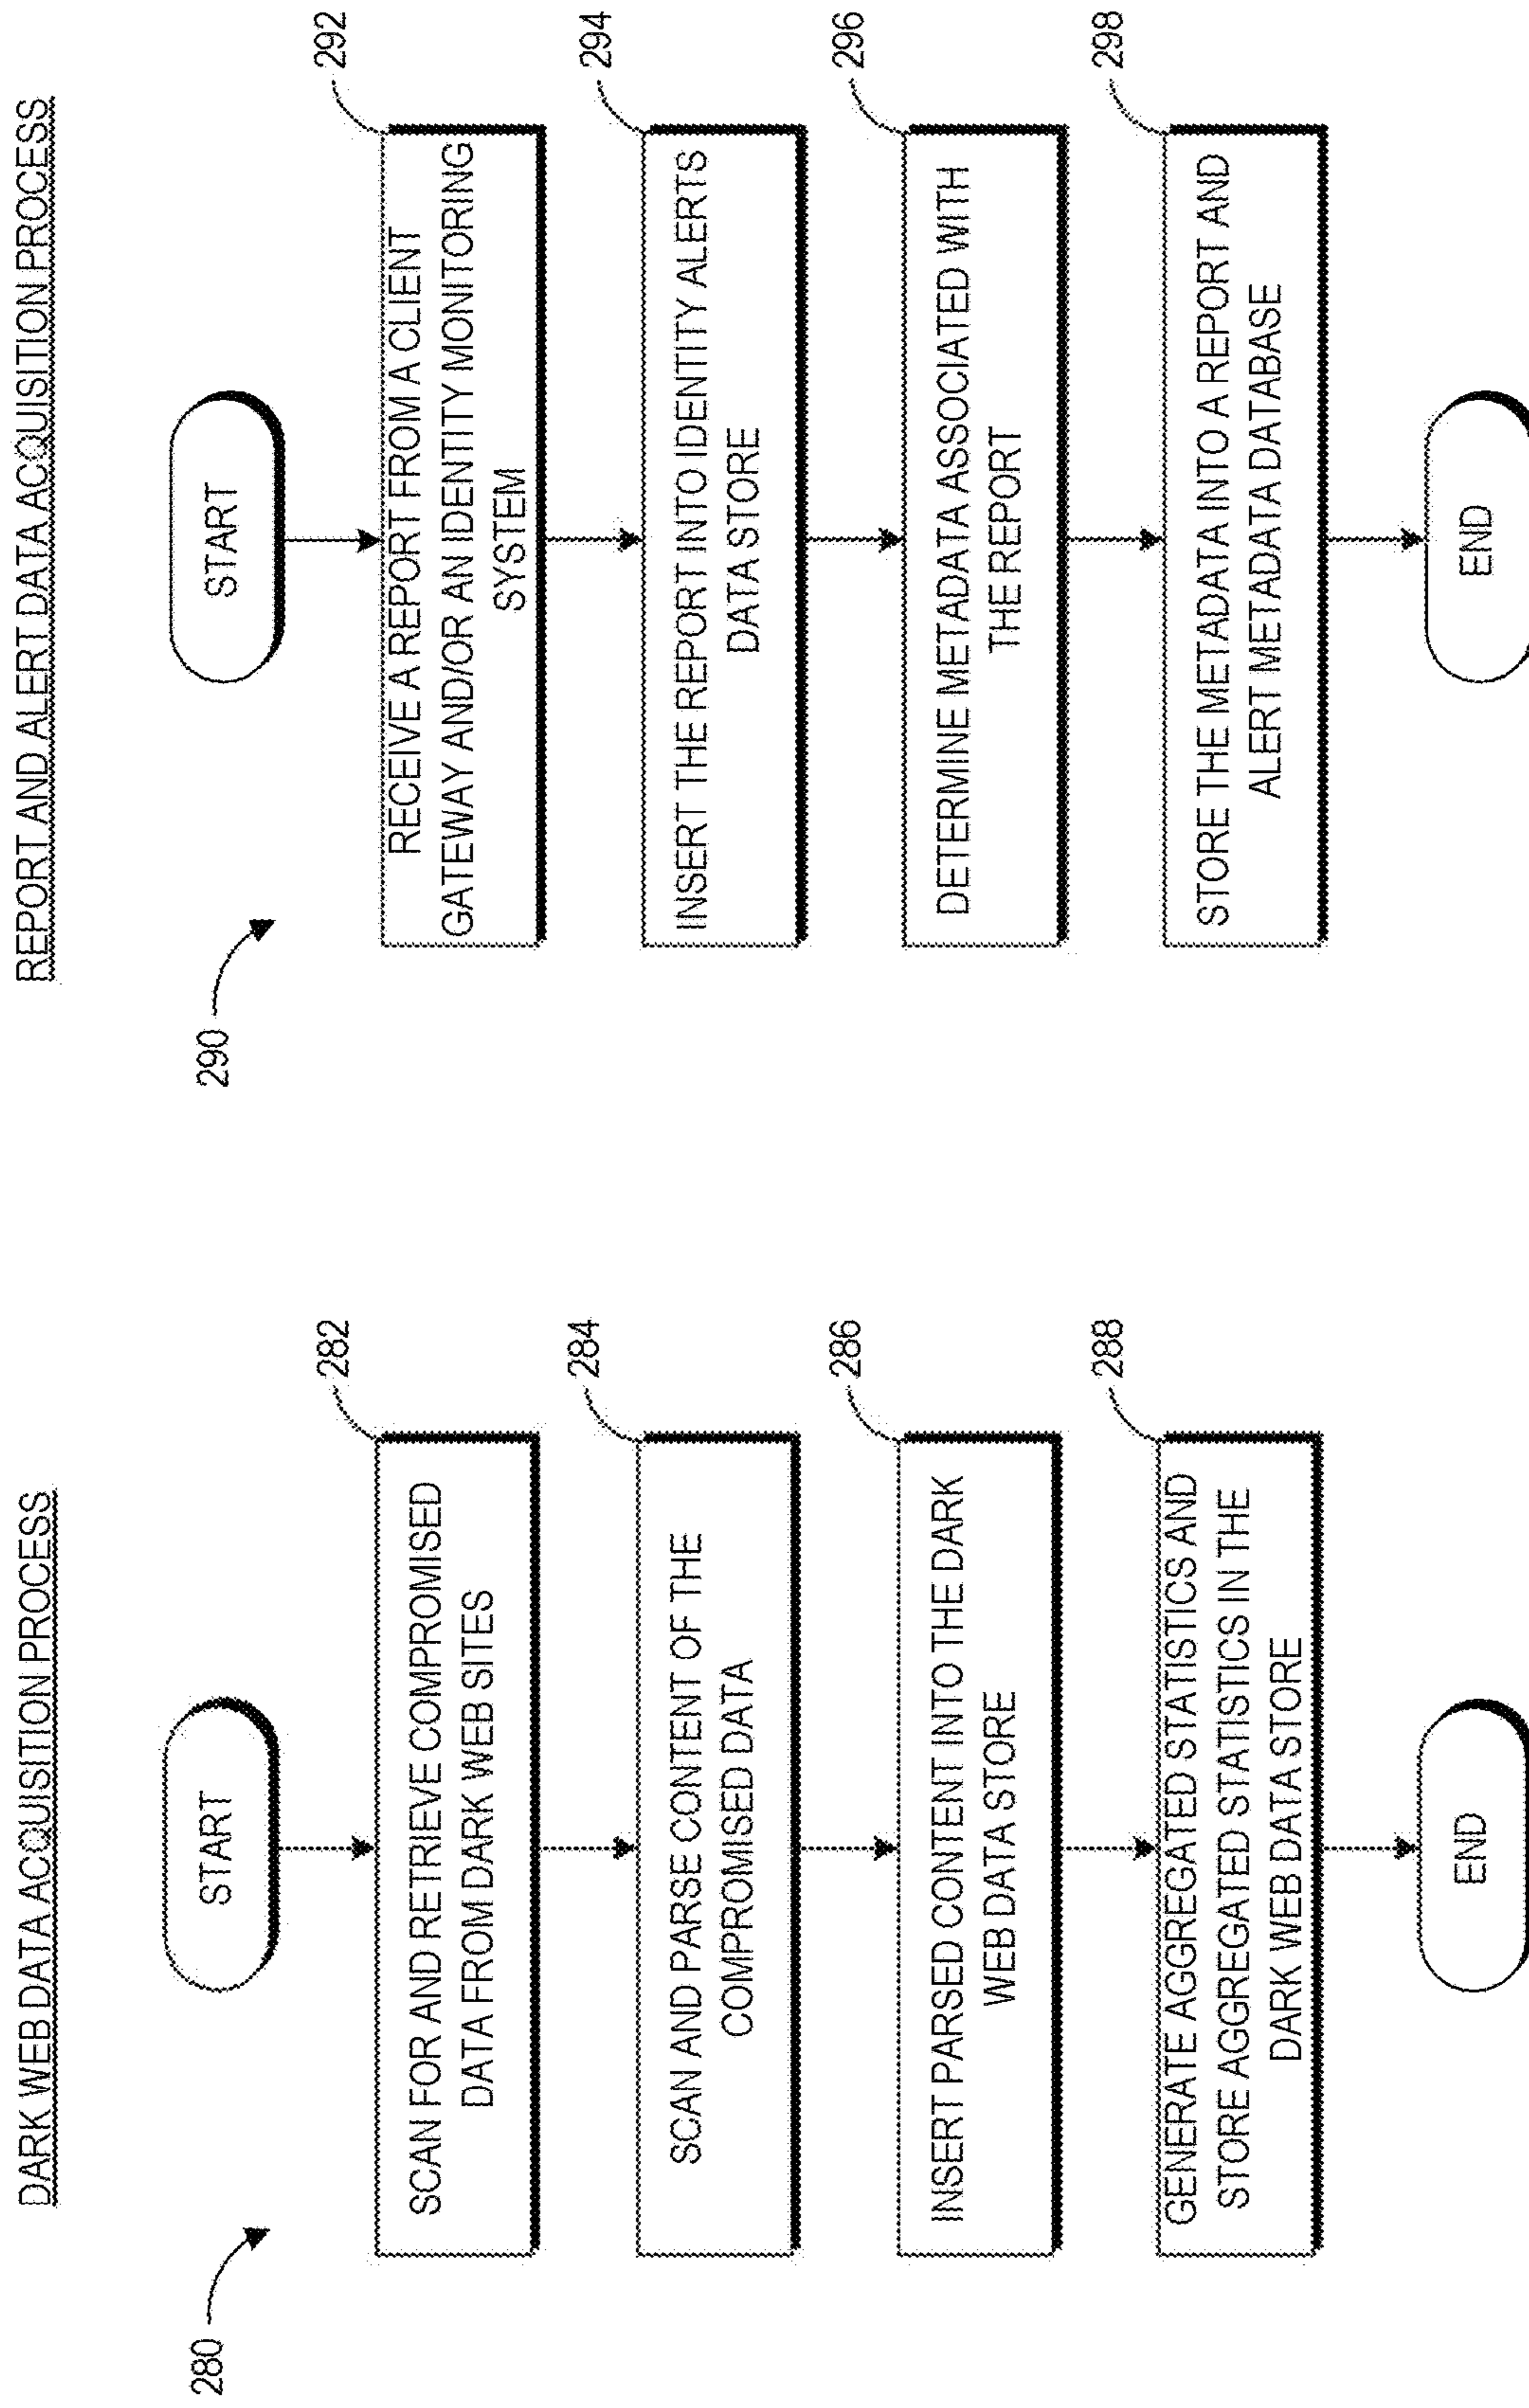 DARK WEB DATA ACQUISITION PROCESS
280
START
282
SCAN FOR AND RETRIEVE COMPROMISED
DATA FROM DARK WEB SITES
284
SCAN AND PARSE CONTENT OF THE
COMPROMISED DATA
286
INSERT PARSED CONTENT INTO THE DARK
WEB DATA STORE
288
GENERATE AGGREGATED STATISTICS AND
STORE AGGREGATED STATISTICS IN THE
DARK WEB DATA STORE
END
REPORT AND ALERT DATA ACQUISITION PROCESS
290
START
292
RECEIVE A REPORT FROM A CLIENT
GATEWAY AND/OR AN IDENTITY MONITORING
SYSTEM
294
INSERT THE REPORT INTO IDENTITY ALERTS
DATA STORE
296
DETERMINE METADATA ASSOCIATED WITH
THE REPORT
298
STORE THE METADATA INTO A REPORT AND
ALERT METADATA DATABASE
END